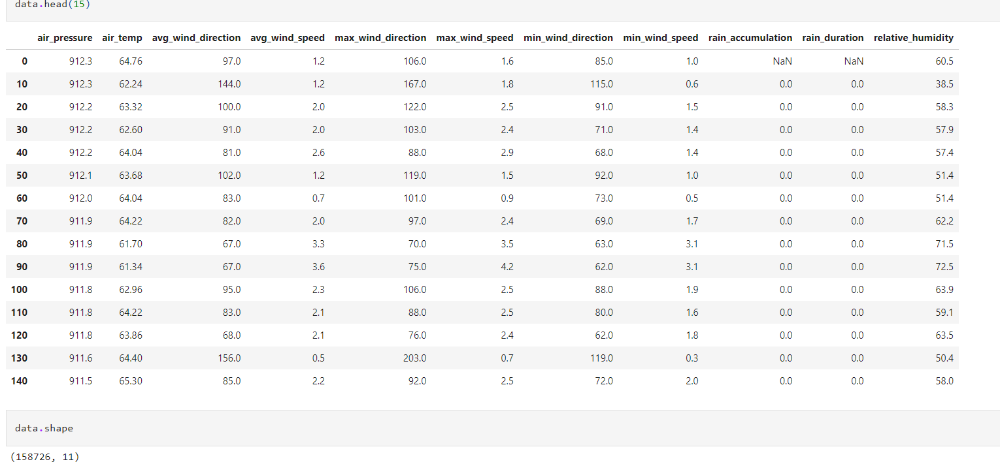 data.head(15)
air_pressure air_temp avg_wind_direction avg_wind_speed max_wind_direction max_wind_speed min_wind_direction min_wind_speed rain_accumulation rain_duration relative_humidity
0 912.3 64.76 97.0 1.2 106.0 1.6 85.0 1.0 NaN NaN 60.5
10 912.3 62.24 144.0 1.2 167.0 1.8 115.0 0.6 0.0 0.0 38.5
20 912.2 63.32 100.0 2.0 122.0 2.5 91.0 1.5 0.0 0.0 58.3
30 912.2 62.60 91.0 2.0 103.0 2.4 71.0 1.4 0.0 0.0 57.9
40 912.2 64.04 81.0 2.6 88.0 2.9 68.0 1.4 0.0 0.0 57.4
50 912.1 63.68 102.0 1.2 119.0 1.5 92.0 1.0 0.0 0.0 51.4
60 912.0 64.04 83.0 0.7 101.0 0.9 73.0 0.5 0.0 0.0 51.4
70 911.9 64.22 82.0 2.0 97.0 2.4 69.0 1.7 0.0 0.0 62.2
80 911.9 61.70 67.0 3.3 70.0 3.5 63.0 3.1 0.0 0.0 71.5
90 911.9 61.34 67.0 3.6 75.0 4.2 62.0 3.1 0.0 0.0 72.5
100 911.8 62.96 95.0 2.3 106.0 2.5 88.0 1.9 0.0 0.0 63.9
110 911.8 64.22 83.0 2.1 88.0 2.5 80.0 1.6 0.0 0.0 59.1
120 911.8 63.86 68.0 2.1 76.0 2.4 62.0 1.8 0.0 0.0 63.5
130 911.6 64.40 156.0 0.5 203.0 0.7 119.0 0.3 0.0 0.0 50.4
140 911.5 65.30 85.0 2.2 92.0 2.5 72.0 2.0 0.0 0.0 58.0
data.shape
(158726, 11)